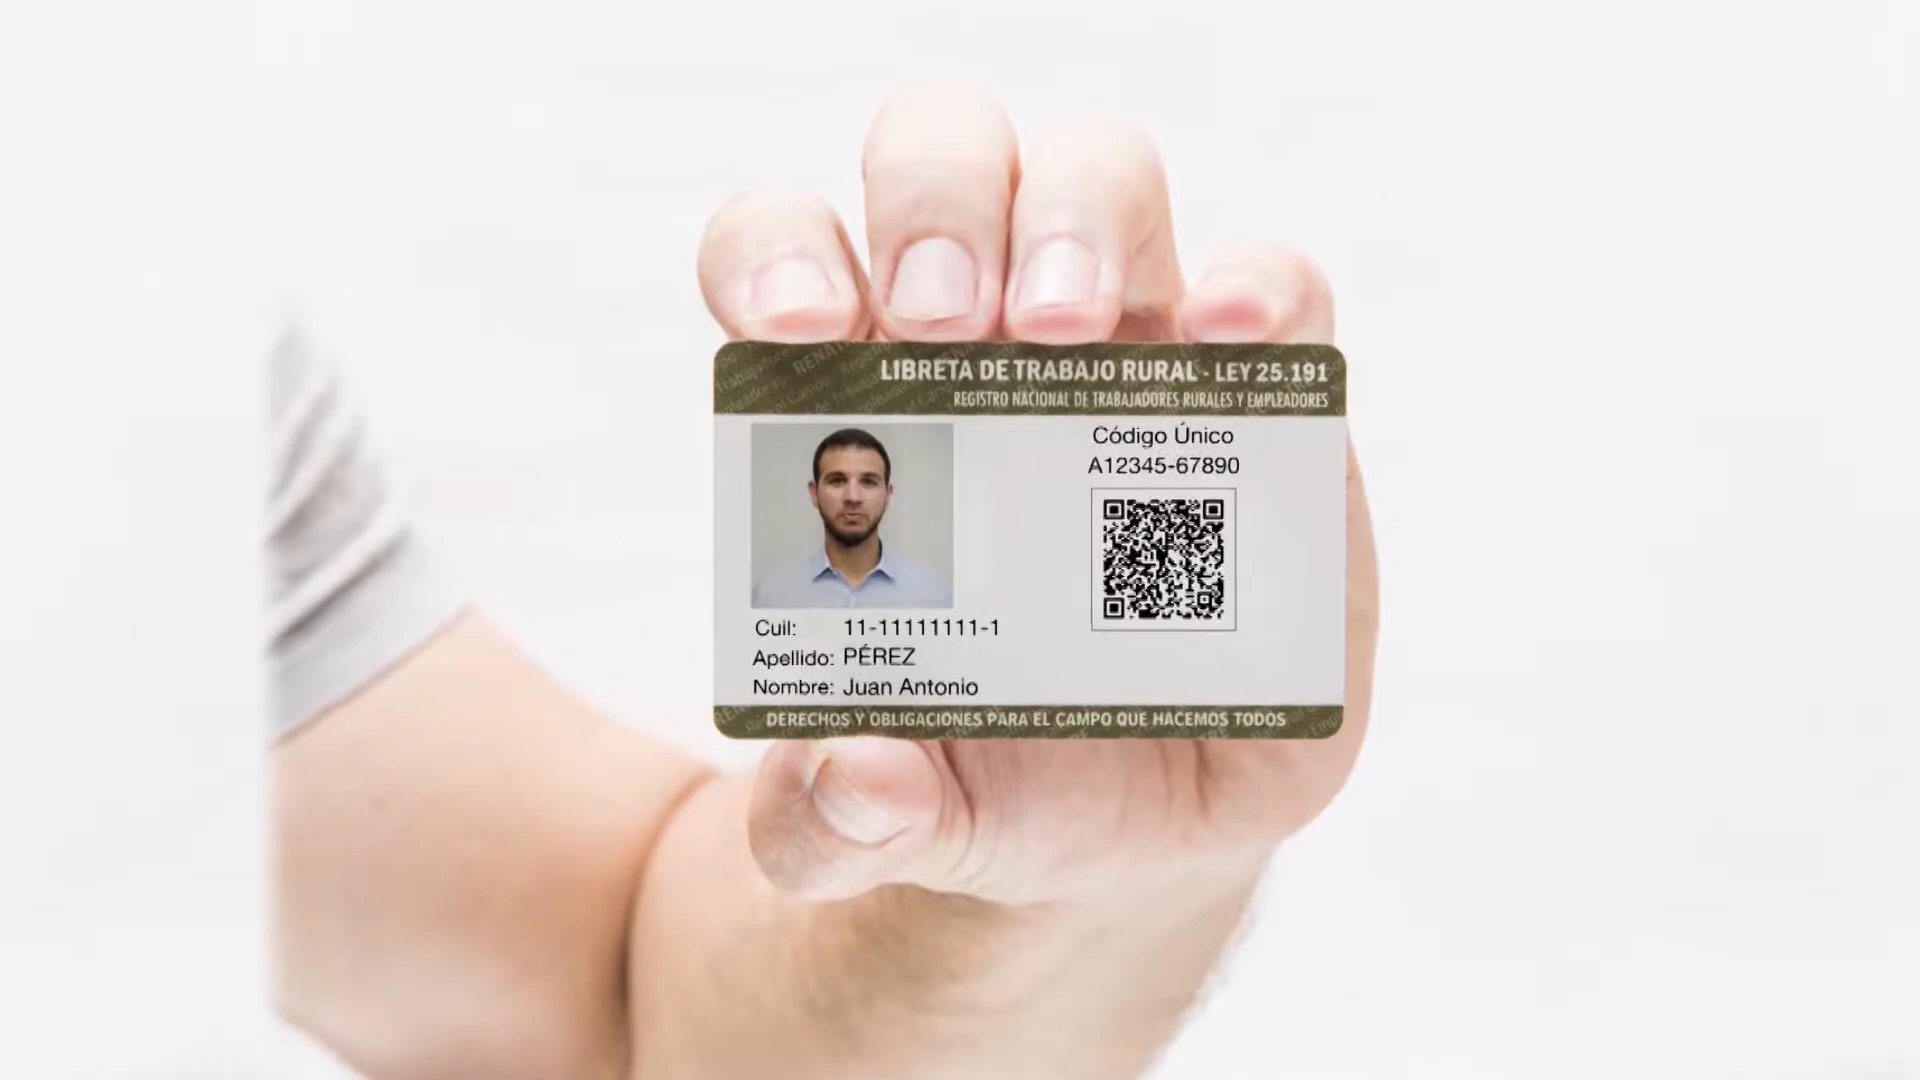 LIBRETA DE TRABAJO RURAL - LEY 25.191
REGISTRO NACIONAL DE TRABAJADORES RURALES Y EMPLEADORES
Código Único
A12345-67890
Cuil: 11-11111111-1
Apellido: PÉREZ
Nombre: Juan Antonio
DERECHOS Y OBLIGACIONES PARA EL CAMPO QUE HACEMOS TODOS